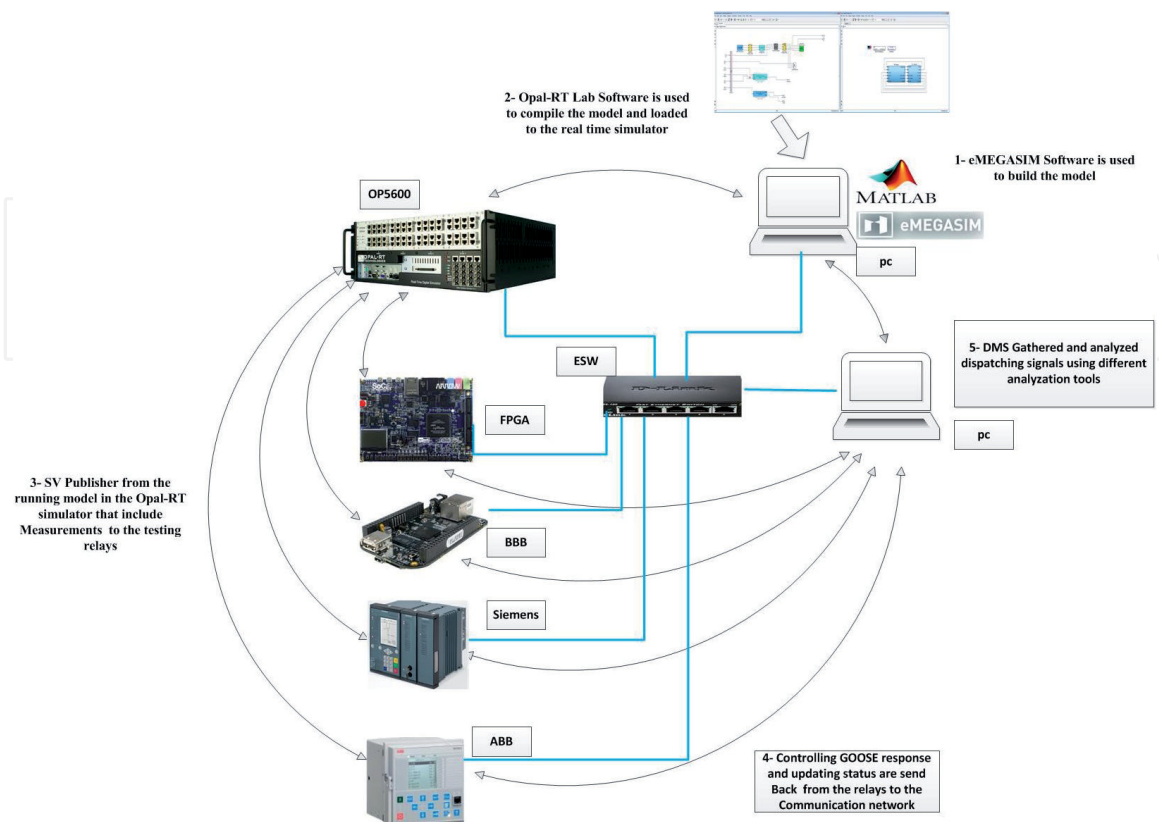 2- Opal-RT Lab Software is used
to compile the model and loaded
to the real time simulator
1- eMEGASIM Software is used
to build the model
MATLAB
eMEGASIM
pc
OP5600
OPAL-RT
5- DMS Gathered and analyzed
dispatching signals using different
analyzation tools
pc
ESW
FPGA
ARROW
3- SV Publisher from the
running model in the Opal-RT
simulator that include
Measurements to the testing
relays
BBB
Siemens
ABB
4- Controlling GOOSE response
and updating status are send
Back from the relays to the
Communication network